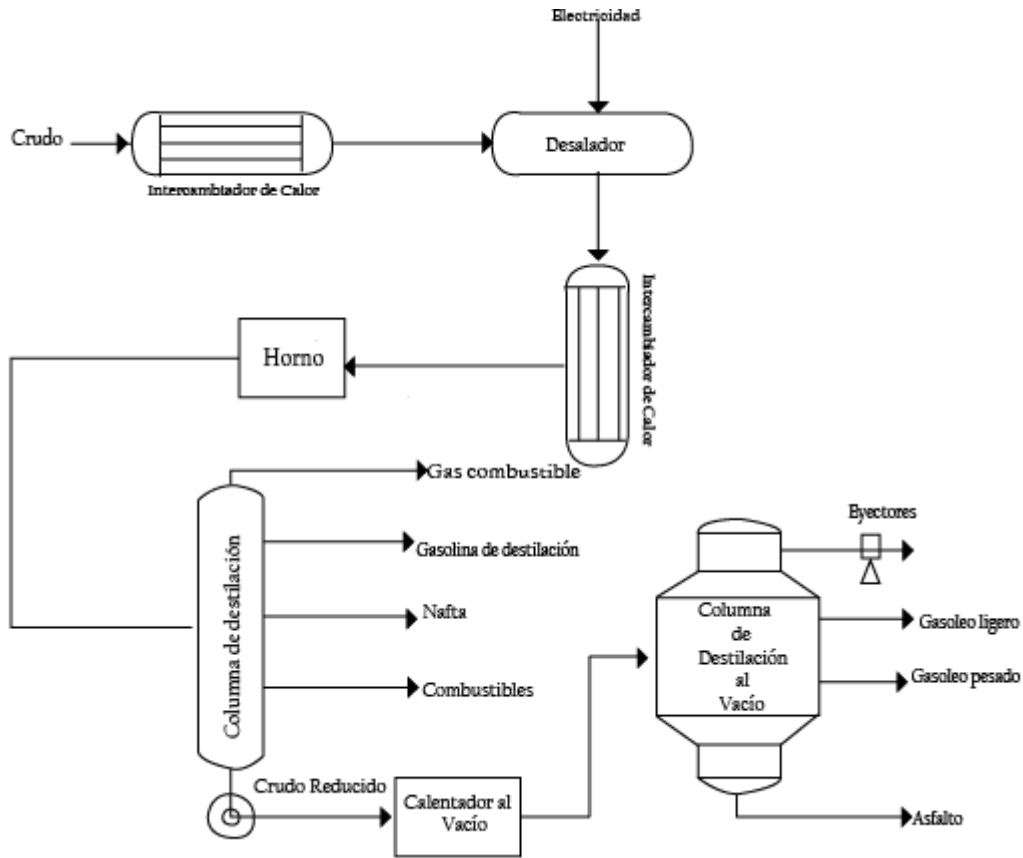 Electricidad
Crudo
Desalador
Intercambiador de Calor
Intercambiador de Calor
Horno
Gas combustible
Columna de destilación
Gasolina de destilación
Nafta
Combustibles
Crudo Reducido
Calentador al
Vacío
Eyectores
Columna
de
Destilación
al
Vacío
Gasoleo ligero
Gasoleo pesado
Asfalto